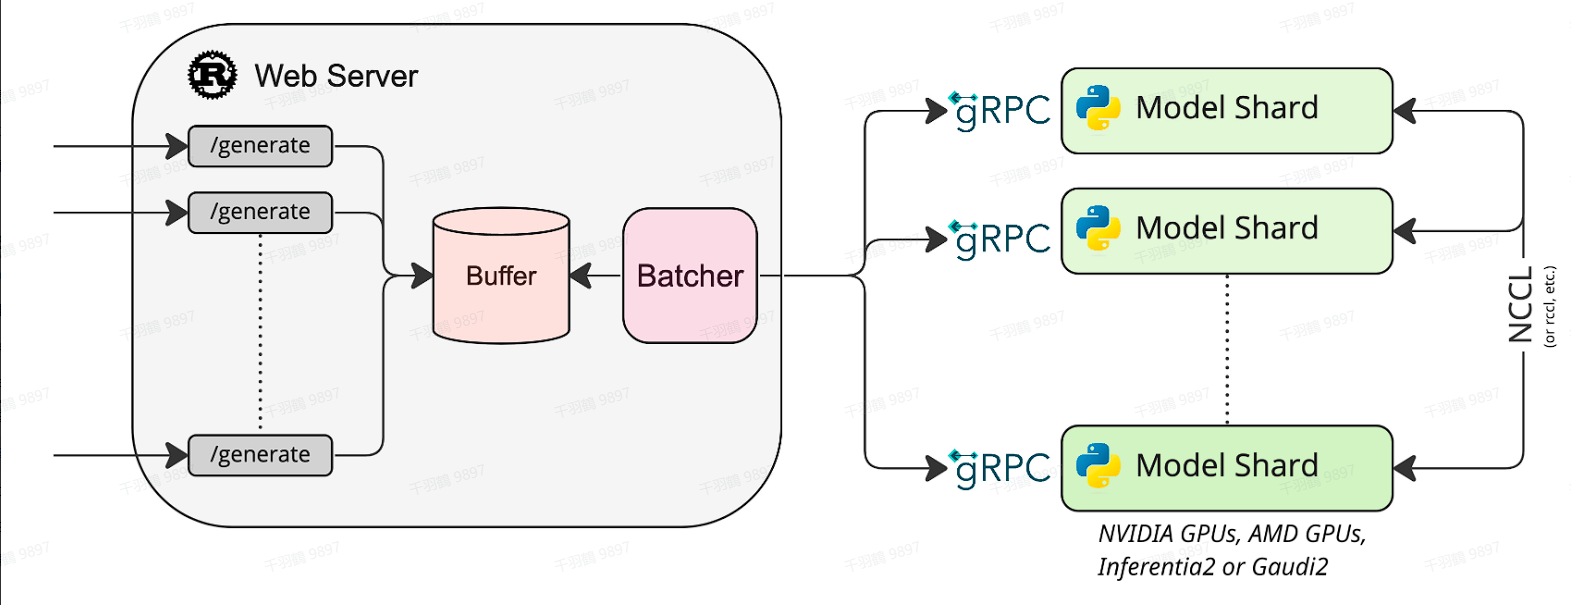 Web Server
/generate
/generate
/generate
Buffer
Batcher
gRPC
Model Shard
gRPC
Model Shard
gRPC
Model Shard
NCCL
(or rccl, etc.)
NVIDIA GPUs, AMD GPUs,
Inferentia2 or Gaudi2
千羽鹤 9897